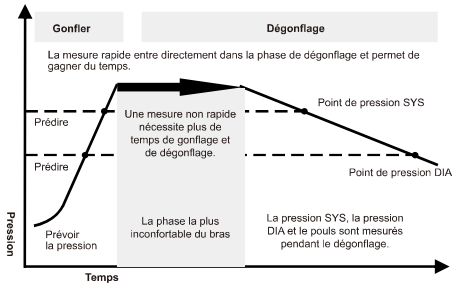 Gonfler
Dégonflage
La mesure rapide entre directement dans la phase de dégonflage et permet de
gagner du temps.
Point de pression SYS
Prédire
Une mesure non rapide
nécessite plus de
temps de gonflage et
de dégonflage.
Prédire
Point de pression DIA
Prévoir
la pression
La phase la plus
inconfortable du bras
La pression SYS, la pression
DIA et le pouls sont mesurés
pendant le dégonflage.
Pression
Temps